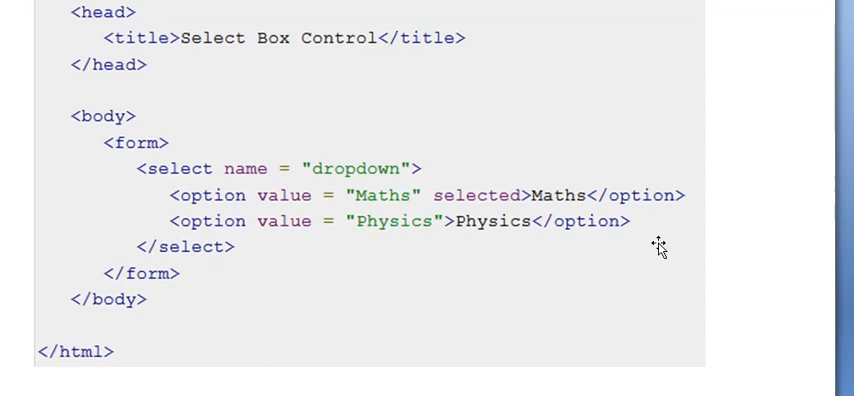 <head>
<title>Select Box Control</title>
</head>
<body>
<form>
<select name = "dropdown">
<option value = "Maths" selected>Maths</option>
<option value = "Physics">Physics</option>
</select>
</form>
</body>
</html>